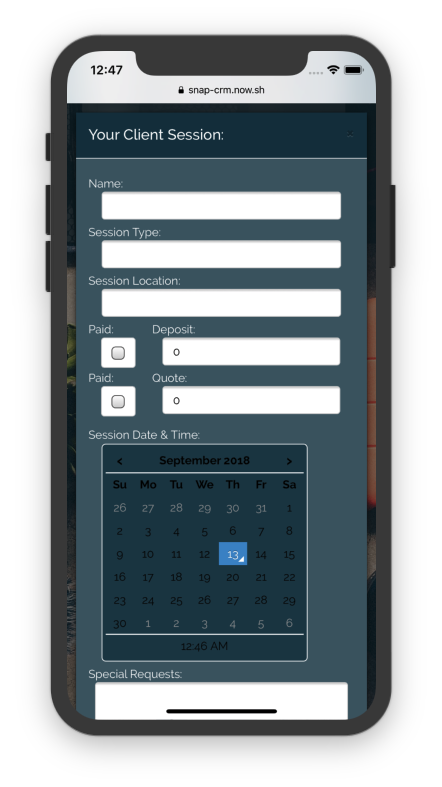 12:47
snap-crm.now.sh
Your Client Session:
×
Name:
Session Type:
Session Location:
Paid: Deposit:
0
Paid: Quote:
0
Session Date & Time:
‹ September 2018 ›
Su Mo Tu We Th Fr Sa
26 27 28 29 30 31 1
2 3 4 5 6 7 8
9 10 11 12 13 14 15
16 17 18 19 20 21 22
23 24 25 26 27 28 29
30 1 2 3 4 5 6
12:46 AM
Special Requests: